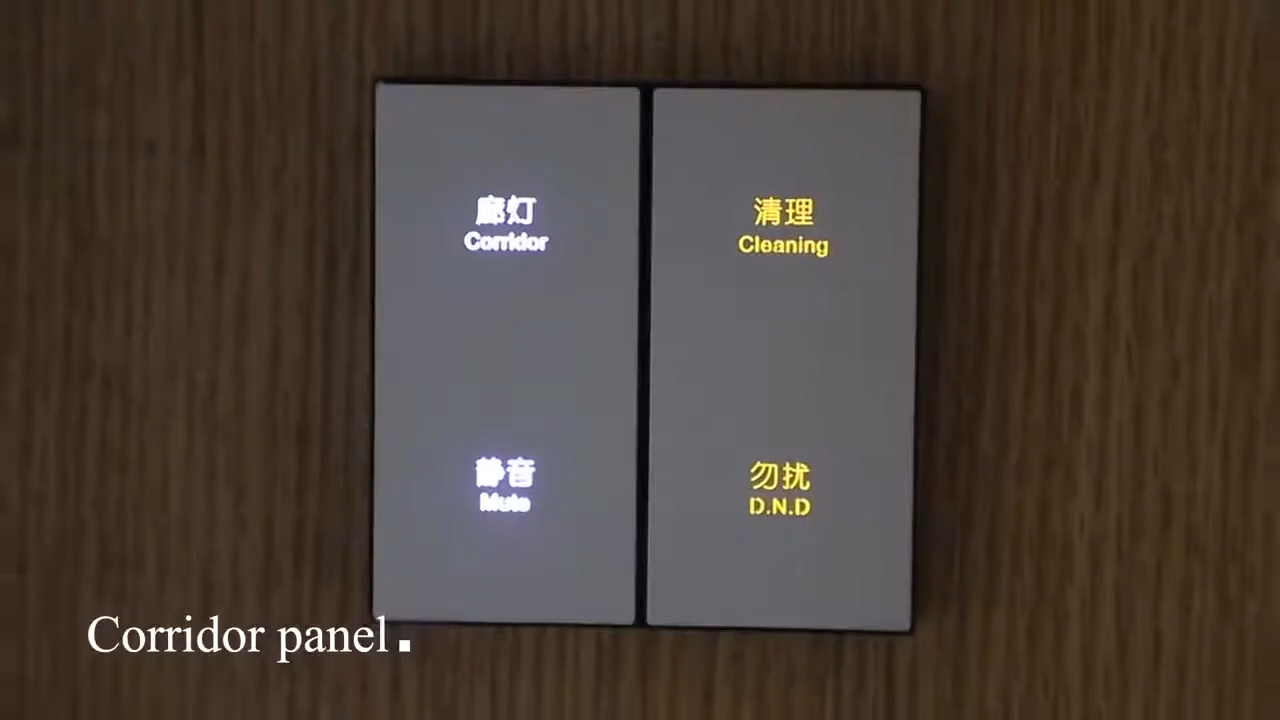 廊灯
Corridor
静音
Mute
清理
Cleaning
勿扰
D.N.D
Corridor panel.